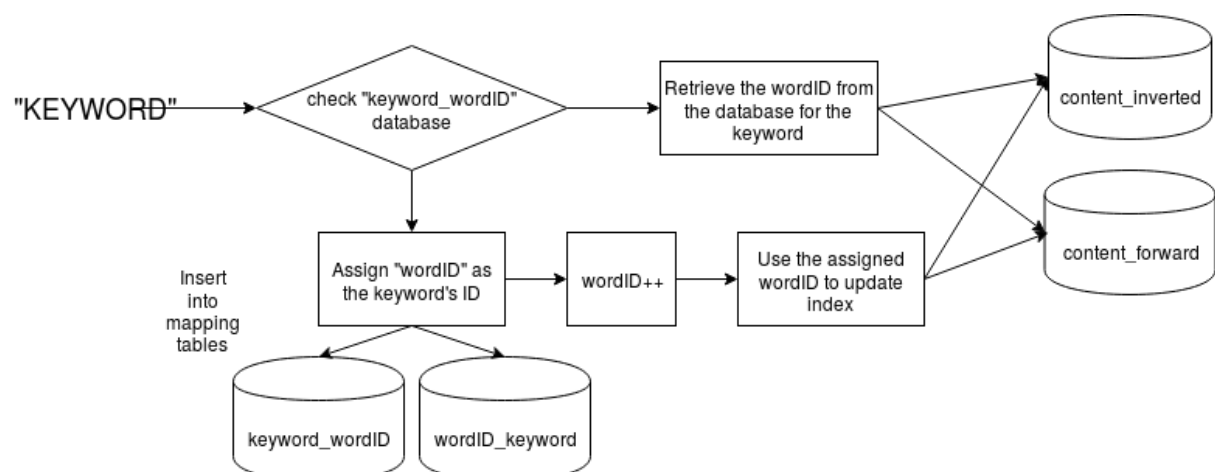 "KEYWORD"
check "keyword_wordID"
database
Retrieve the wordID from
the database for the
keyword
content_inverted
Insert
into
mapping
tables
Assign "wordID" as
the keyword's ID
wordID++
Use the assigned
wordID to update
index
content_forward
keyword_wordID
wordID_keyword